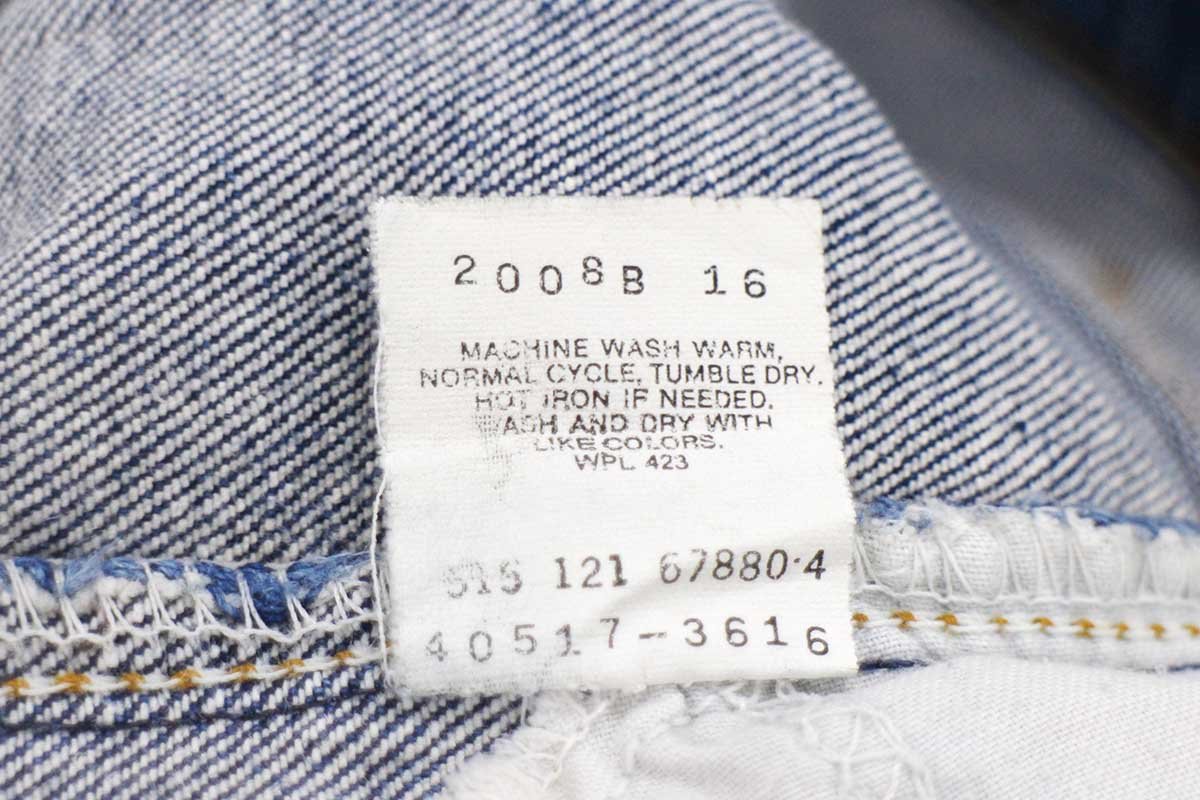 2008B 16
MACHINE WASH WARM,
NORMAL CYCLE, TUMBLE DRY.
HOT IRON IF NEEDED.
WASH AND DRY WITH
LIKE COLORS.
WPL 423
515 121 67880·4
40517-3616